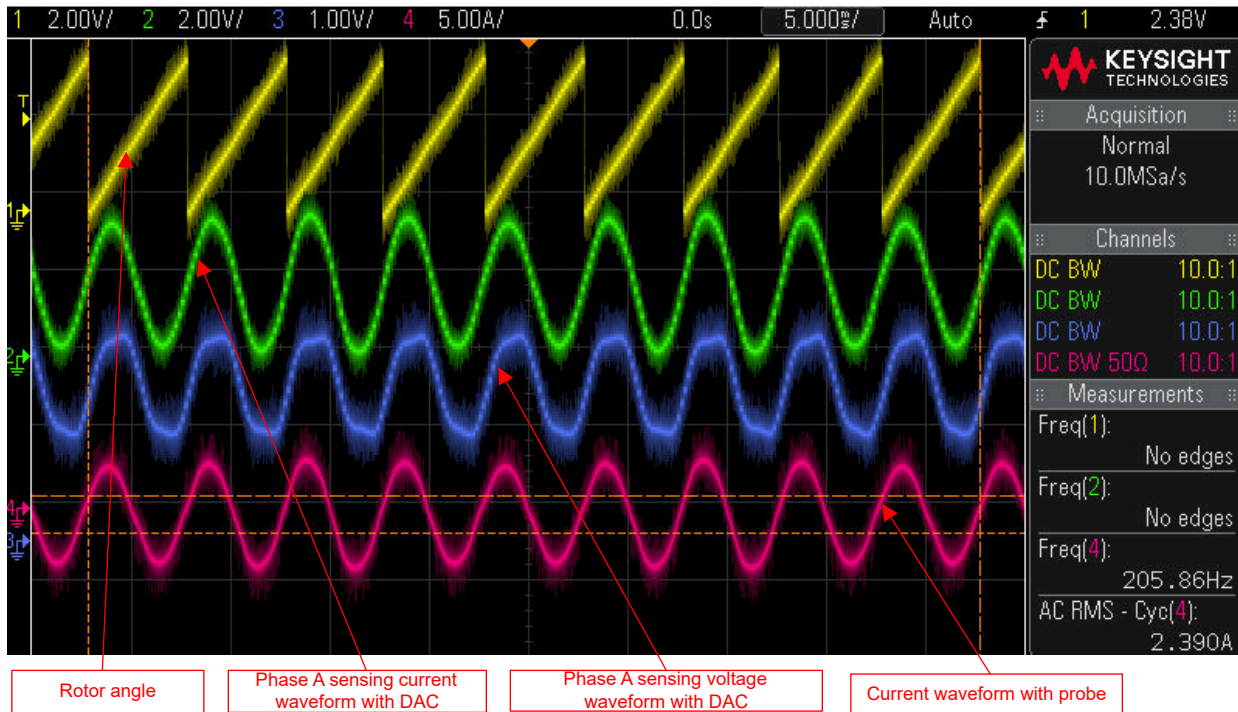 1 2.00V/ 2 2.00V/ 3 1.00V/ 4 5.00A/ 0.0s 5.000ms/ Auto 1 2.38V
KEYSIGHT
TECHNOLOGIES
Acquisition
Normal
10.0MSa/s
Channels
DC BW 10.0:1
DC BW 10.0:1
DC BW 10.0:1
DC BW 50Ω 10.0:1
Measurements
Freq(1):
No edges
Freq(2):
No edges
Freq(4):
205.86Hz
AC RMS - Cyc(4):
2.390A
T
1
2
4
3
Rotor angle
Phase A sensing current
waveform with DAC
Phase A sensing voltage
waveform with DAC
Current waveform with probe